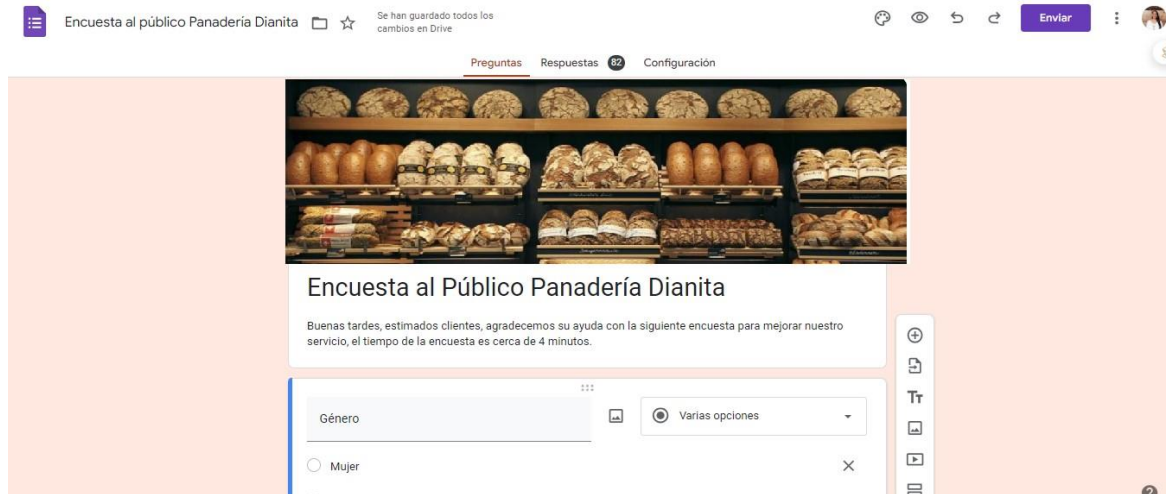 Encuesta al público Panadería Dianita
Se han guardado todos los
cambios en Drive
Enviar
Preguntas Respuestas 82 Configuración
Encuesta al Público Panadería Dianita
Buenas tardes, estimados clientes, agradecemos su ayuda con la siguiente encuesta para mejorar nuestro
servicio, el tiempo de la encuesta es cerca de 4 minutos.
Género
Varias opciones
Mujer